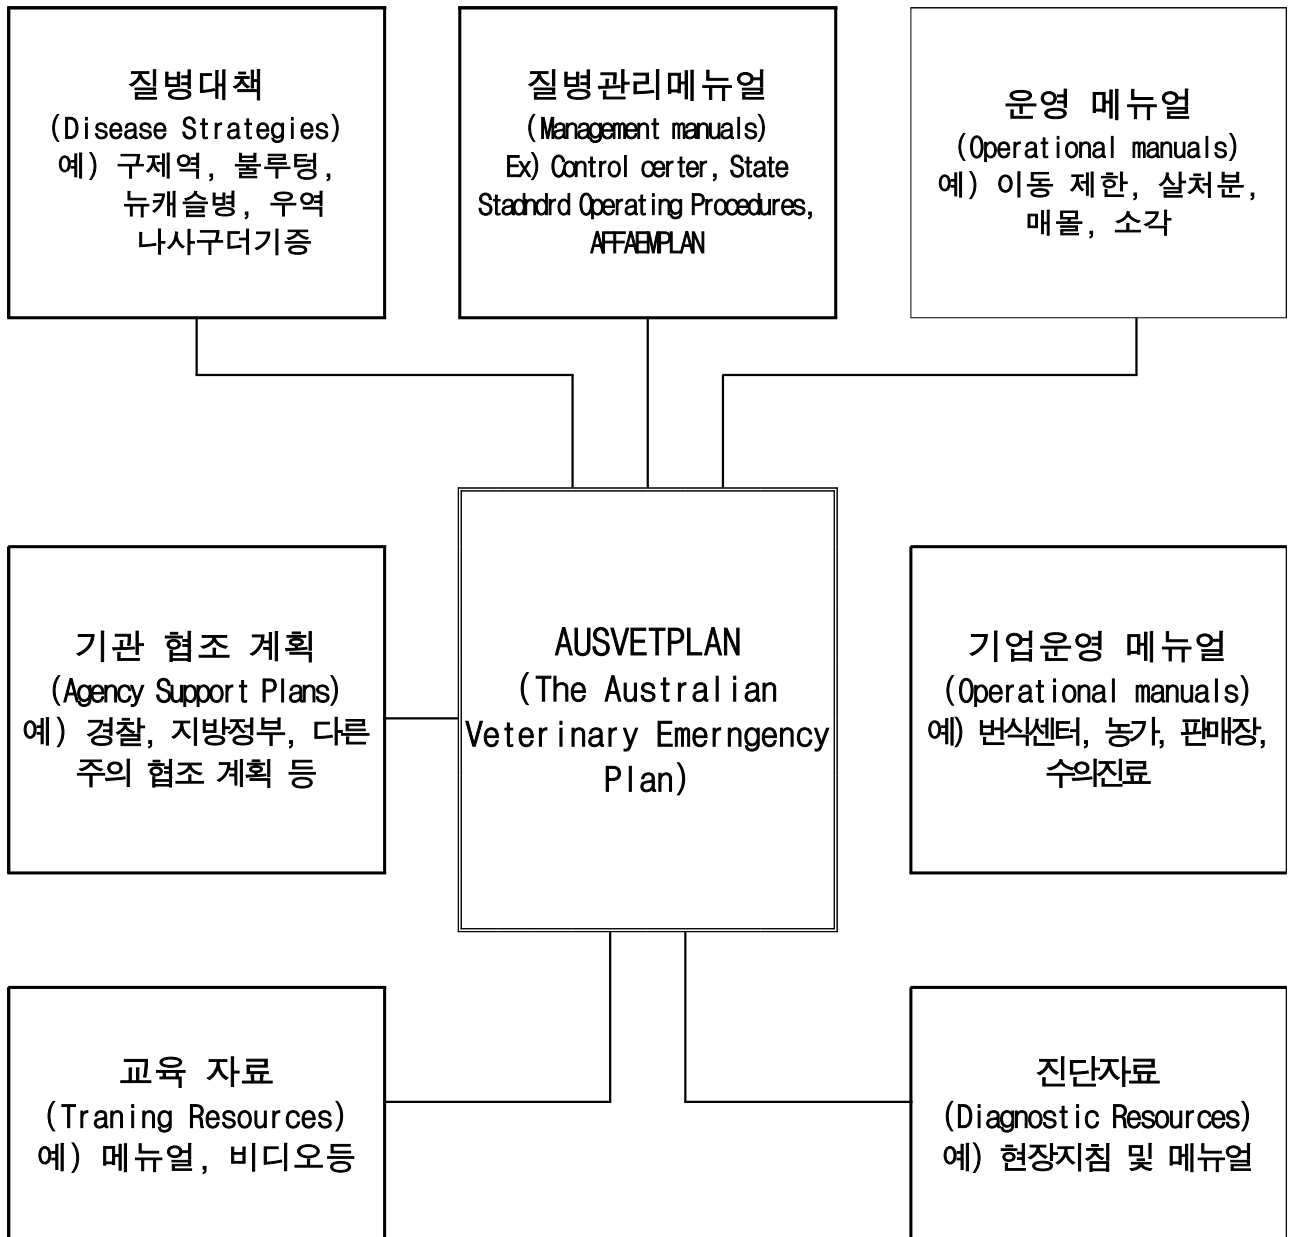 질병대책
(Disease Strategies)
예) 구제역, 불루텅,
뉴캐슬병, 우역
나사구더기증
질병관리메뉴얼
(Management manuals)
Ex) Control certer, State
Stadndrd Operating Procedures,
AFFAEMPLAN
운영 메뉴얼
(Operational manuals)
예) 이동 제한, 살처분,
매몰, 소각
기관 협조 계획
(Agency Support Plans)
예) 경찰, 지방정부, 다른
주의 협조 계획 등
AUSVETPLAN
(The Australian
Veterinary Emerngency
Plan)
기업운영 메뉴얼
(Operational manuals)
예) 번식센터, 농가, 판매장,
수의진료
교육 자료
(Traning Resources)
예) 메뉴얼, 비디오등
진단자료
(Diagnostic Resources)
예) 현장지침 및 메뉴얼